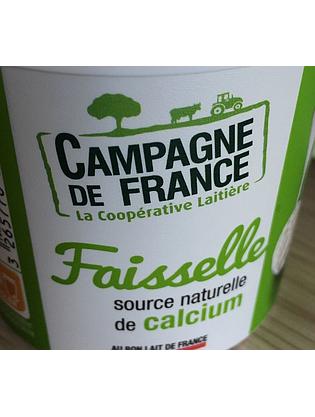 CAMPAGNE
DE FRANCE
La Coopérative Laitière
Faisselle
source naturelle
de calcium
AU BON LAIT DE FRANCE